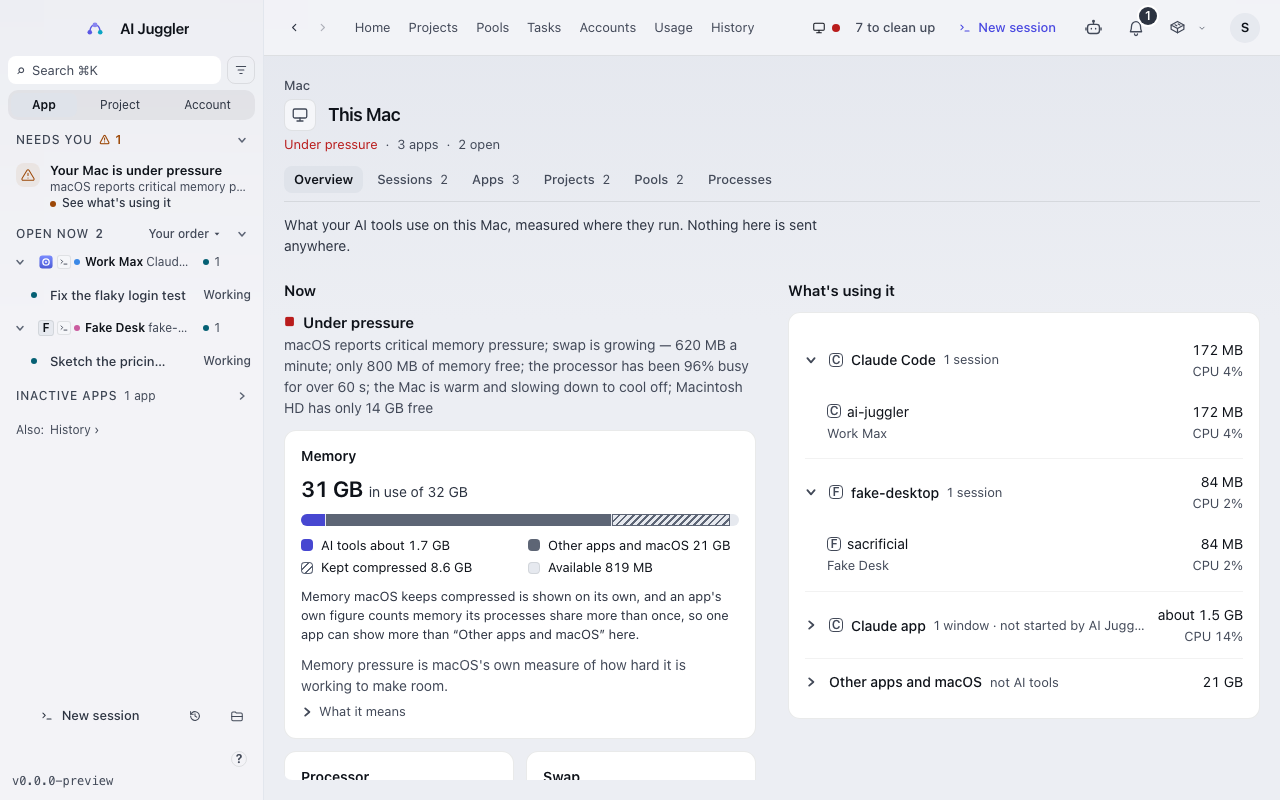 AI Juggler
Search ⌘K
App Project Account
NEEDS YOU 1
Your Mac is under pressure
macOS reports critical memory p…
See what's using it
OPEN NOW 2 Your order
Work Max Claud… 1
Fix the flaky login test Working
F Fake Desk fake-… 1
Sketch the pricin… Working
INACTIVE APPS 1 app
Also: History ›
New session
?
v0.0.0-preview
Home Projects Pools Tasks Accounts Usage History
7 to clean up
New session
1
S
Mac
This Mac
Under pressure · 3 apps · 2 open
Overview Sessions 2 Apps 3 Projects 2 Pools 2 Processes
What your AI tools use on this Mac, measured where they run. Nothing here is sent
anywhere.
Now
Under pressure
macOS reports critical memory pressure; swap is growing — 620 MB a
minute; only 800 MB of memory free; the processor has been 96% busy
for over 60 s; the Mac is warm and slowing down to cool off; Macintosh
HD has only 14 GB free
Memory
31 GB in use of 32 GB
AI tools about 1.7 GB Other apps and macOS 21 GB
Kept compressed 8.6 GB Available 819 MB
Memory macOS keeps compressed is shown on its own, and an app's
own figure counts memory its processes share more than once, so one
app can show more than “Other apps and macOS” here.
Memory pressure is macOS's own measure of how hard it is
working to make room.
What it means
Processor Swap
What's using it
C Claude Code 1 session 172 MB
CPU 4%
C ai-juggler 172 MB
Work Max CPU 4%
F fake-desktop 1 session 84 MB
CPU 2%
F sacrificial 84 MB
Fake Desk CPU 2%
C Claude app 1 window · not started by AI Jugg… about 1.5 GB
CPU 14%
Other apps and macOS not AI tools 21 GB